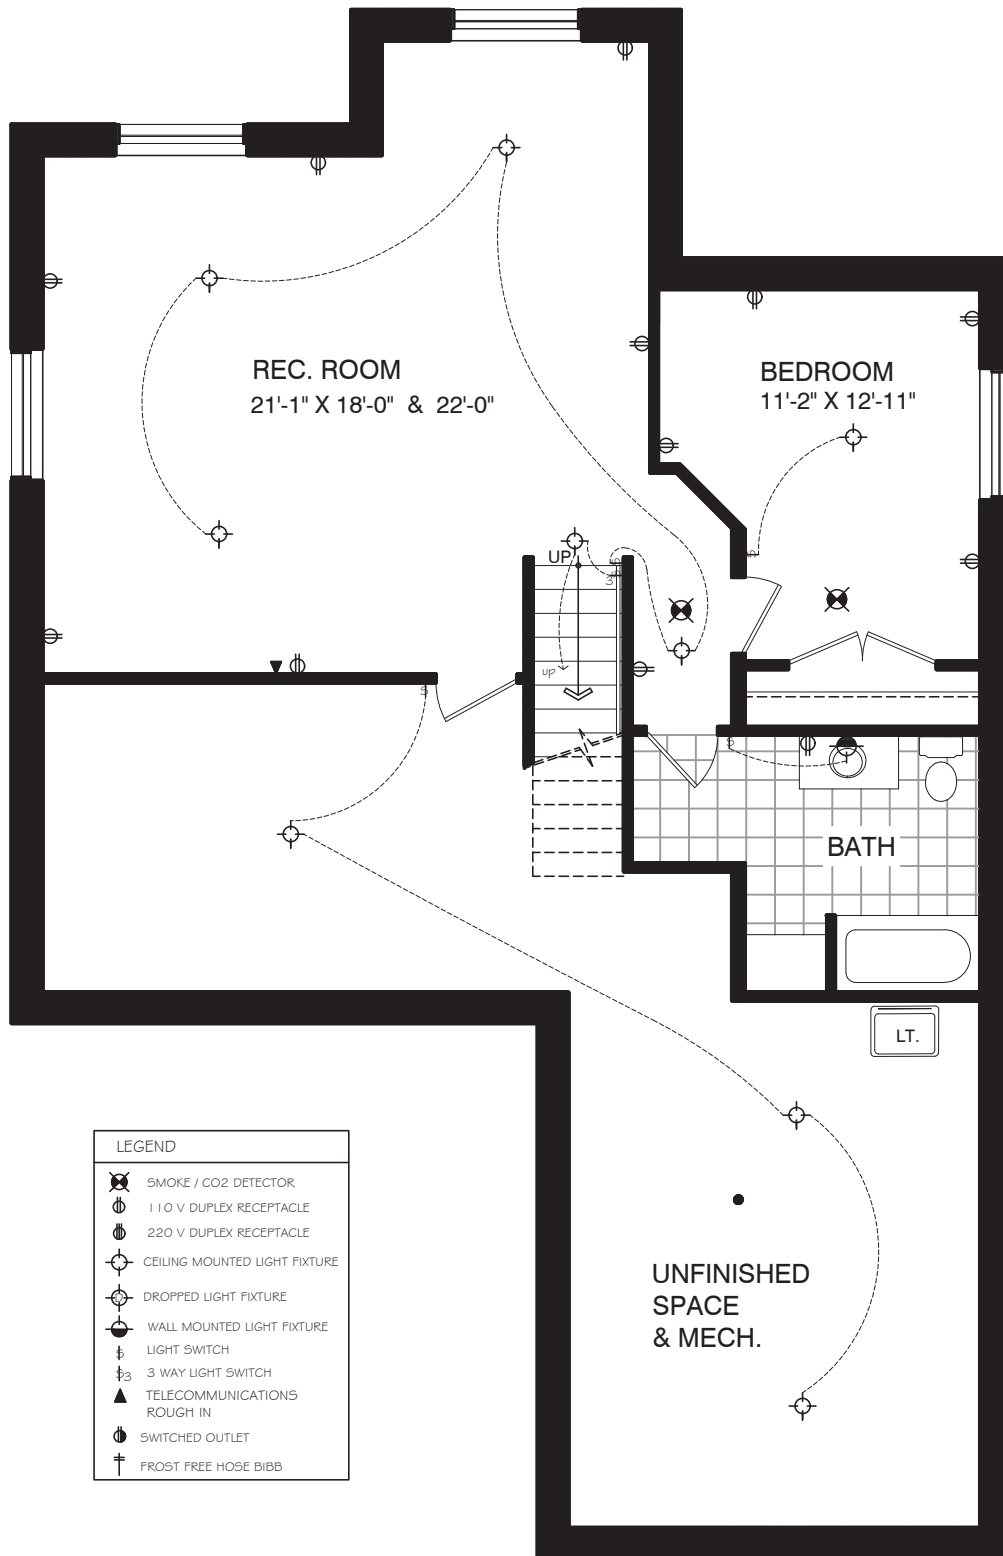 REC. ROOM
21'-1" X 18'-0" & 22'-0"
BEDROOM
11'-2" X 12'-11"
S
UP
S
S
3
up
S
S
BATH
LT.
UNFINISHED
SPACE
& MECH.
LEGEND
SMOKE / CO2 DETECTOR
110 V DUPLEX RECEPTACLE
220 V DUPLEX RECEPTACLE
CEILING MOUNTED LIGHT FIXTURE
D DROPPED LIGHT FIXTURE
WALL MOUNTED LIGHT FIXTURE
S LIGHT SWITCH
S3 3 WAY LIGHT SWITCH
TELECOMMUNICATIONS
ROUGH IN
SWITCHED OUTLET
FROST FREE HOSE BIBB